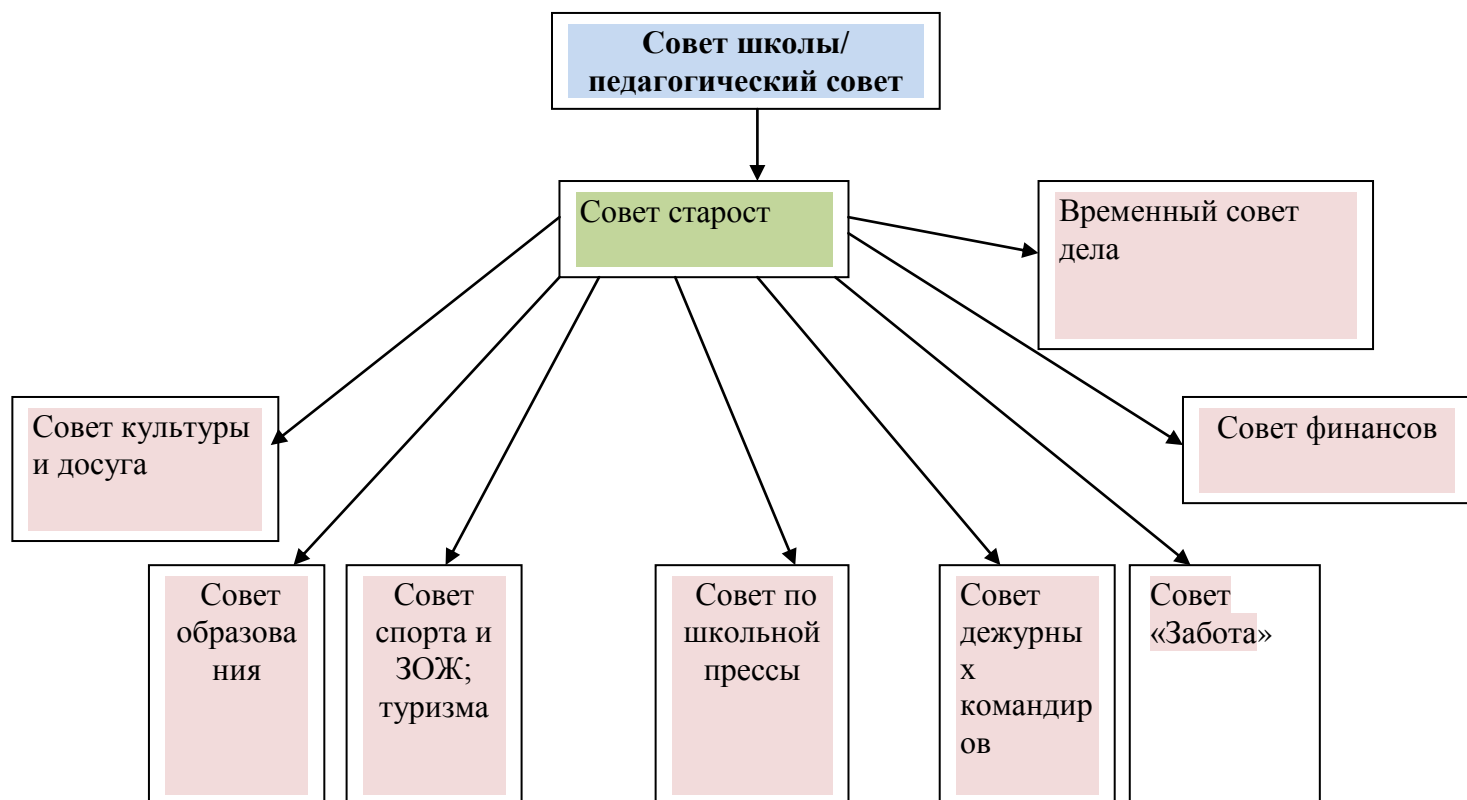 Совет школы/
педагогический совет
Совет старост
Временный совет
дела
Совет культуры
и досуга
Совет финансов
Совет
образова
ния
Совет
спорта и
ЗОЖ;
туризма
Совет по
школьной
прессы
Совет
дежурны
х
командир
ов
Совет
«Забота»